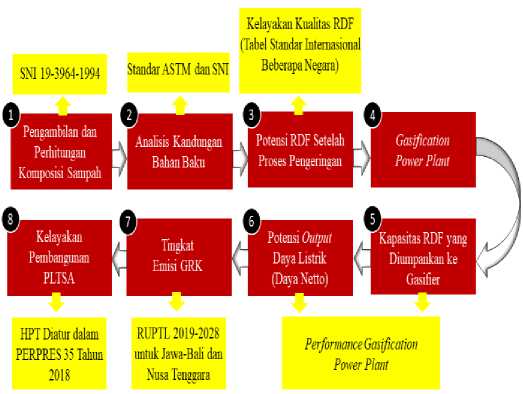 Kelayakan Kualitas RDF
(Tabel Standar Internasional
Beberapa Negara)
SNI 19-3964-1994
Standar ASTM dan SNI
1
Pengambilan dan
Perhitungan
Komposisi Sampah
2
Analisis Kandungan
Bahan Baku
3
Potensi RDF Setelah
Proses Pengeringan
4
Gasification
Power Plant
5
Kapasitas RDF yang
Diumpankan ke
Gasifier
6
Potensi Output
Daya Listrik
(Daya Netto)
7
Tingkat
Emisi GRK
8
Kelayakan
Pembangunan
PLTSA
HPT Diatur dalam
PERPRES 35 Tahun
2018
RUPTL 2019-2028
untuk Jawa-Bali dan
Nusa Tenggara
Performance Gasification
Power Plant